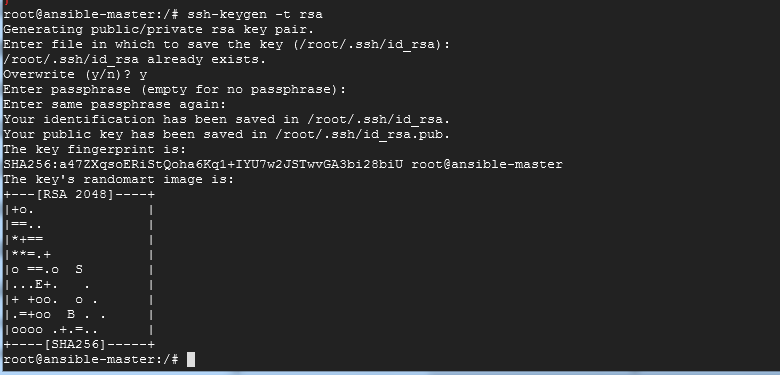 root@ansible-master:/# ssh-keygen -t rsa
Generating public/private rsa key pair.
Enter file in which to save the key (/root/.ssh/id_rsa):
/root/.ssh/id_rsa already exists.
Overwrite (y/n)? y
Enter passphrase (empty for no passphrase):
Enter same passphrase again:
Your identification has been saved in /root/.ssh/id_rsa.
Your public key has been saved in /root/.ssh/id_rsa.pub.
The key fingerprint is:
SHA256:a47ZXqsoERiStQoha6Kq1+IYU7w2JSTwvGA3bi28biU root@ansible-master
The key's randomart image is:
+---[RSA 2048]----+
|+o.              |
|==..             |
|*+==             |
|**=.+            |
|o ==.o  S        |
|...E+.   .       |
|+ +oo.  o .      |
|.=+oo  B . .     |
|oooo .+.=..      |
+----[SHA256]-----+
root@ansible-master:/#